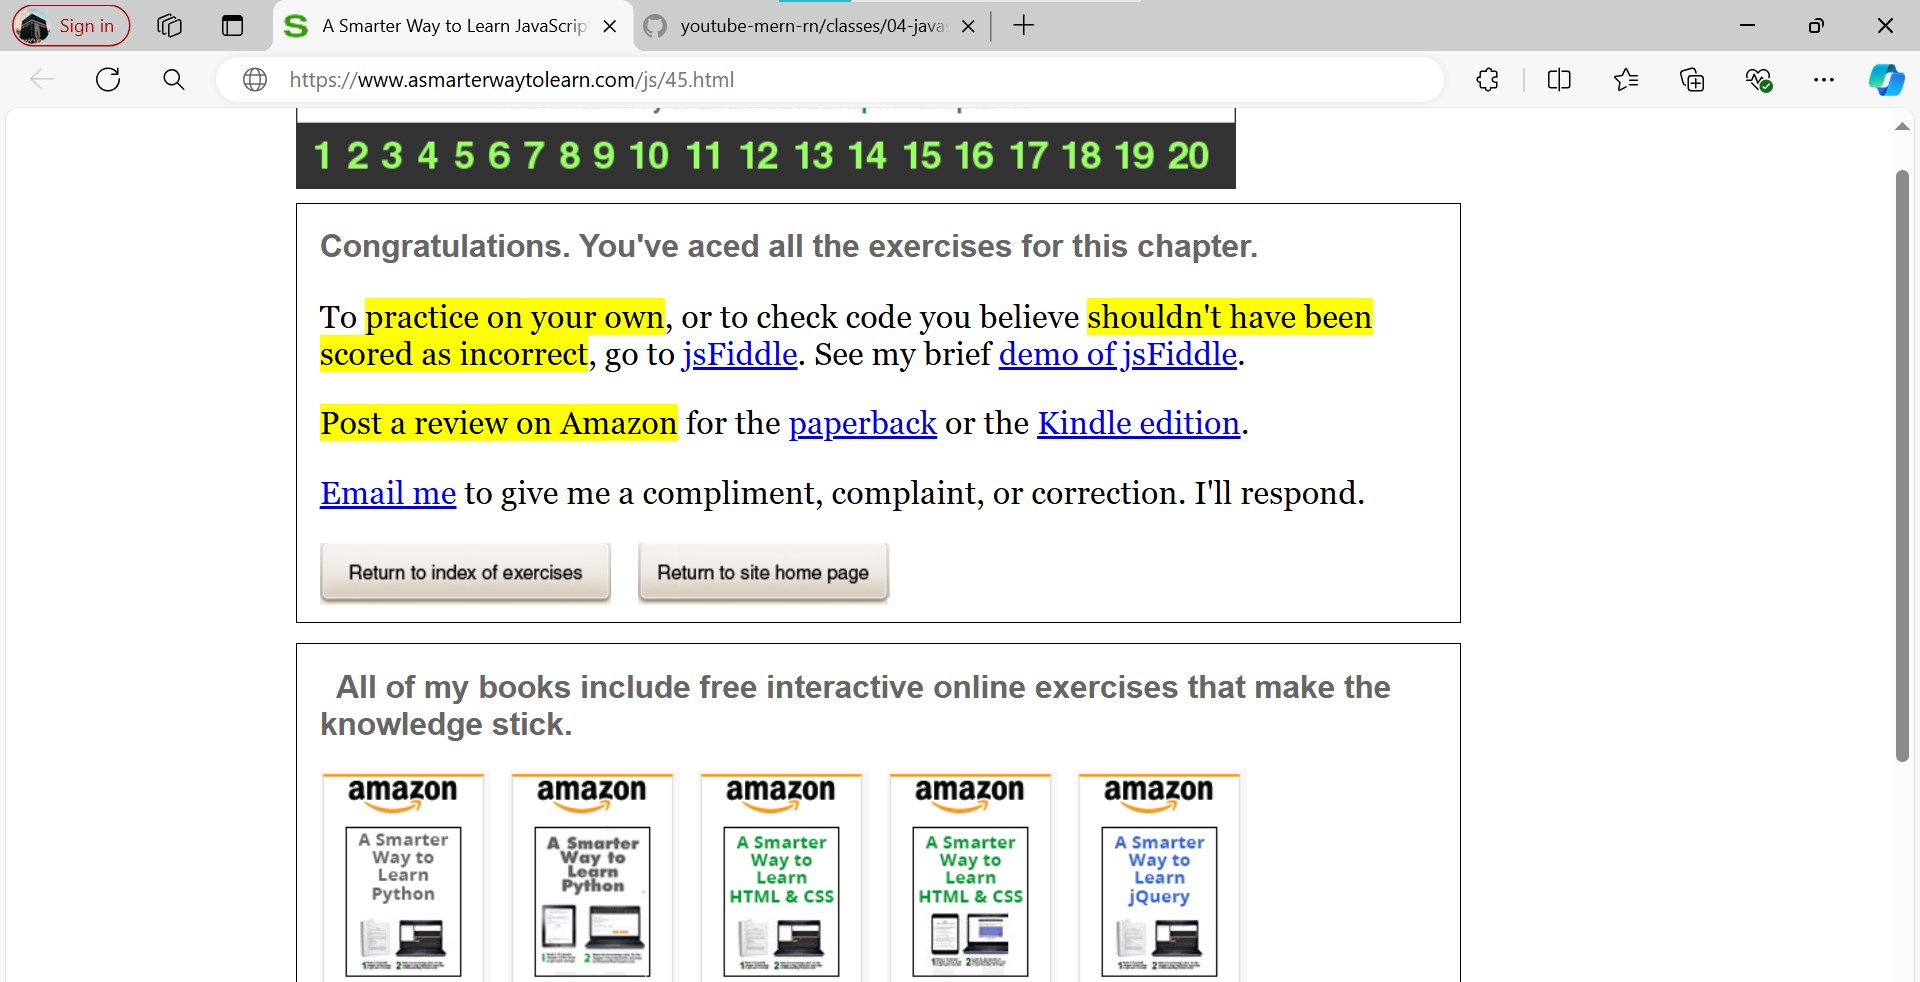 Sign in
A Smarter Way to Learn JavaScrip
youtube-mern-rn/classes/04-java
https://www.asmarterwaytolearn.com/js/45.html
1 2 3 4 5 6 7 8 9 10 11 12 13 14 15 16 17 18 19 20
Congratulations. You've aced all the exercises for this chapter.
To practice on your own, or to check code you believe shouldn't have been
scored as incorrect, go to jsFiddle. See my brief demo of jsFiddle.
Post a review on Amazon for the paperback or the Kindle edition.
Email me to give me a compliment, complaint, or correction. I'll respond.
Return to index of exercises
Return to site home page
All of my books include free interactive online exercises that make the
knowledge stick.
amazon
A Smarter
Way to
Learn
Python
amazon
A Smarter
Way to
Learn
Python
amazon
A Smarter
Way to
Learn
HTML & CSS
amazon
A Smarter
Way to
Learn
HTML & CSS
amazon
A Smarter
Way to
Learn
jQuery